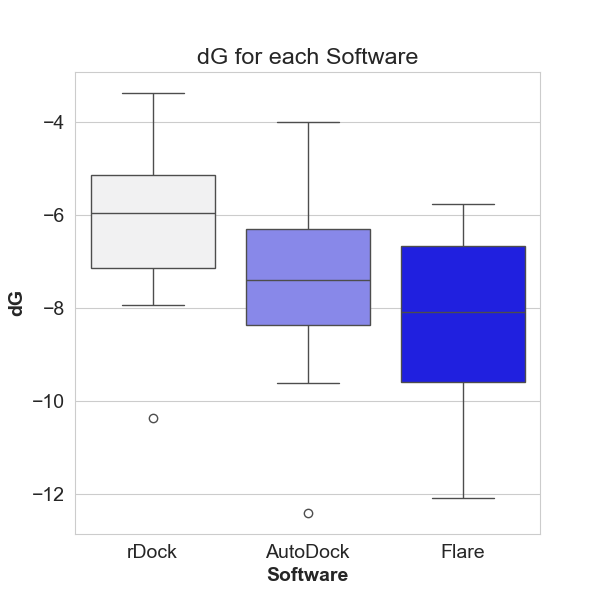 dG for each Software
−4
−6
−8
−10
−12
dG
rDock AutoDock Flare
Software